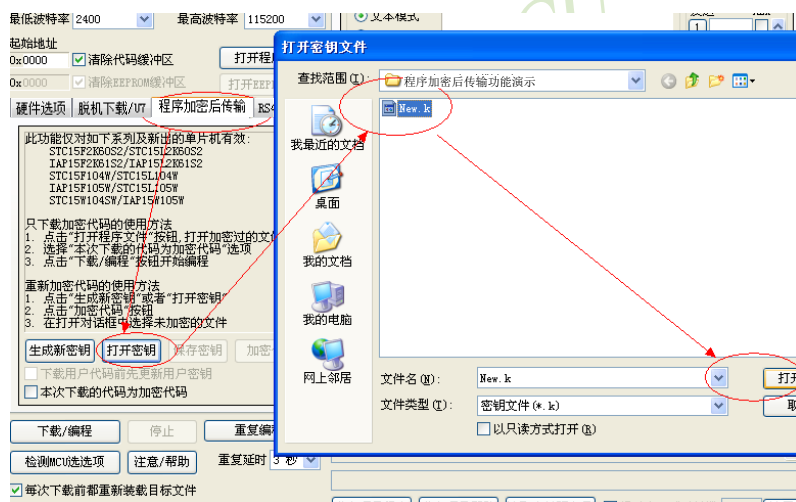 最低波特率 2400 最高波特率 115200 文本模式
起始地址
0x0000 清除代码缓冲区 打开程
0x0000 清除EEPROM缓冲区 打开EEP
硬件选项 脱机下载/U7 程序加密后传输 RS4
此功能仅对如下系列及新出的单片机有效:
STC15F2K60S2/STC15L2K60S2
IAP15F2K61S2/IAP15L2K61S2
STC15F104W/STC15L104W
IAP15F105W/STC15L105W
STC15W104SW/IAP15W105W
只下载加密代码的使用方法
1. 点击"打开程序文件"按钮,打开加密过的文
2. 选择"本次下载的代码为加密代码"选项
3. 点击"下载/编程"按钮开始编程
重新加密代码的使用方法
1. 点击"生成新密钥"或者"打开密钥"
2. 点击"加密代码"按钮
3. 在打开对话框中选择未加密的文件
生成新密钥 打开密钥 保存密钥 加密
下载用户代码前先更新用户密钥
本次下载的代码为加密代码
下载/编程 停止 重复编
检测MCU选选项 注意/帮助 重复延时 3 秒
每次下载前都重新装载目标文件
打开密钥文件
查找范围(I): 程序加密后传输功能演示
New.k
我最近的文档
桌面
我的文档
我的电脑
网上邻居
文件名(N): New.k 打开
文件类型(T): 密钥文件(*.k) 取
以只读方式打开(R)